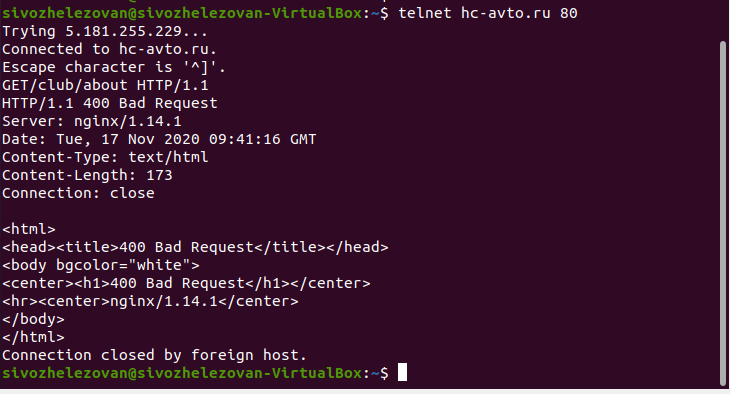 sivozhelezovan@sivozhelezovan-VirtualBox:~$ telnet hc-avto.ru 80
Trying 5.181.255.229...
Connected to hc-avto.ru.
Escape character is '^]'.
GET/club/about HTTP/1.1
HTTP/1.1 400 Bad Request
Server: nginx/1.14.1
Date: Tue, 17 Nov 2020 09:41:16 GMT
Content-Type: text/html
Content-Length: 173
Connection: close

<html>
<head><title>400 Bad Request</title></head>
<body bgcolor="white">
<center><h1>400 Bad Request</h1></center>
<hr><center>nginx/1.14.1</center>
</body>
</html>
Connection closed by foreign host.
sivozhelezovan@sivozhelezovan-VirtualBox:~$